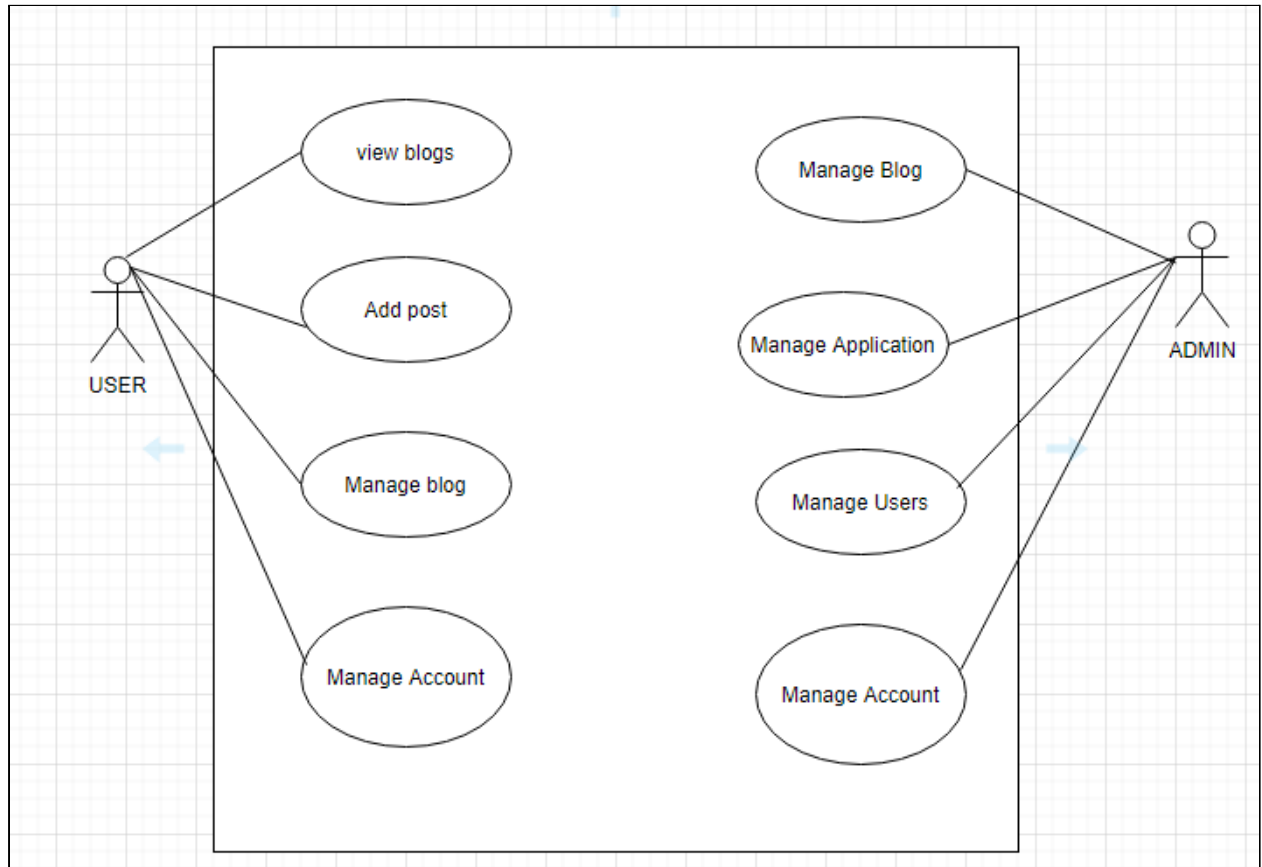 view blogs
Manage Blog
Add post
Manage Application
USER
ADMIN
Manage blog
Manage Users
Manage Account
Manage Account